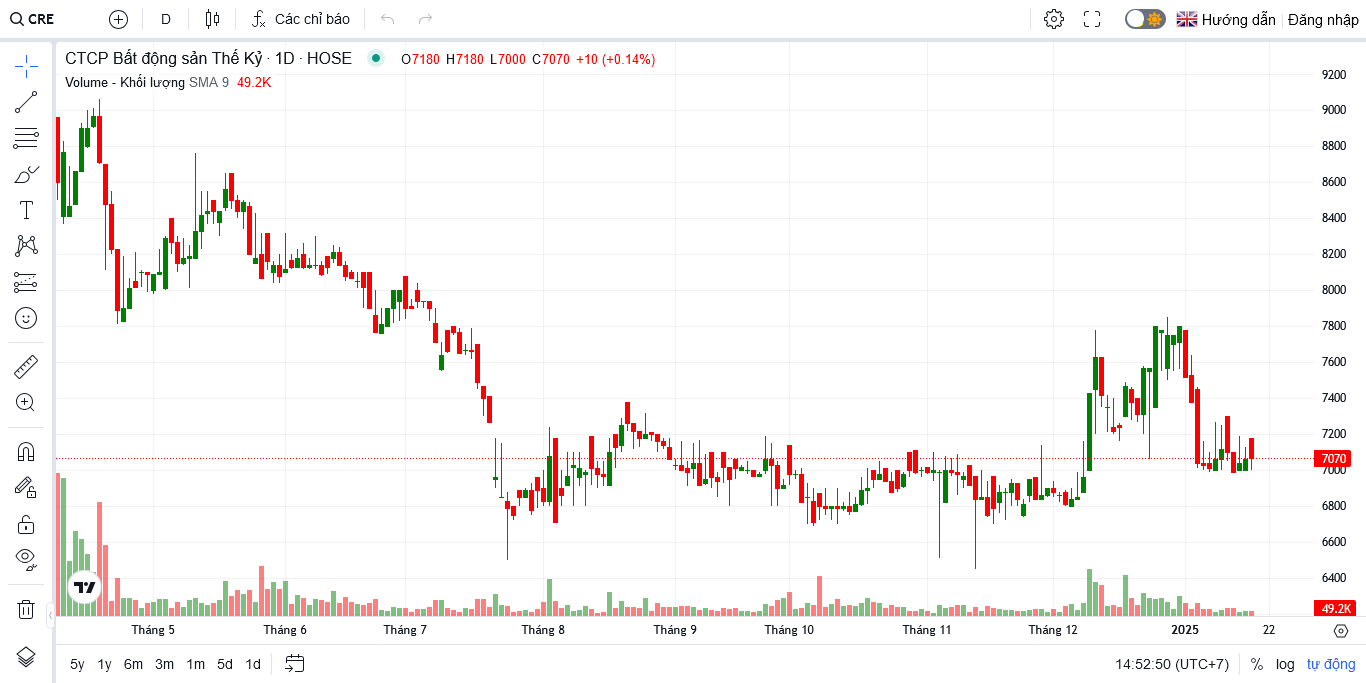 CRE D Các chỉ báo Hướng dẫn Đăng nhập
CTCP Bất động sản Thế Kỷ · 1D · HOSE O7180 H7180 L7000 C7070 +10 (+0.14%)
Volume - Khối lượng SMA 9 49.2K
9200
9000
8800
8600
8400
8200
8000
7800
7600
7400
7200
7070
7000
6800
6600
6400
49.2K
Tháng 5 Tháng 6 Tháng 7 Tháng 8 Tháng 9 Tháng 10 Tháng 11 Tháng 12 2025 22
5y 1y 6m 3m 1m 5d 1d 14:52:50 (UTC+7) % log tự động